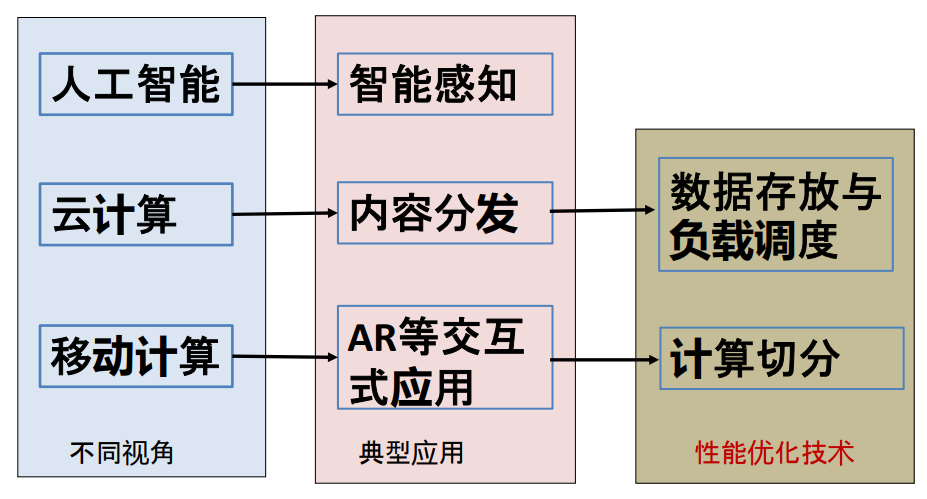 人工智能
云计算
移动计算
不同视角
智能感知
内容分发
AR等交互
式应用
典型应用
数据存放与
负载调度
计算切分
性能优化技术